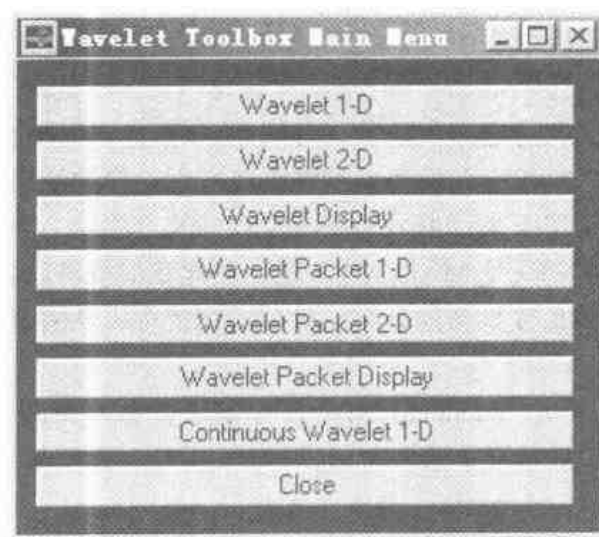 Wavelet Toolbox Main Menu
Wavelet 1-D
Wavelet 2-D
Wavelet Display
Wavelet Packet 1-D
Wavelet Packet 2-D
Wavelet Packet Display
Continuous Wavelet 1-D
Close